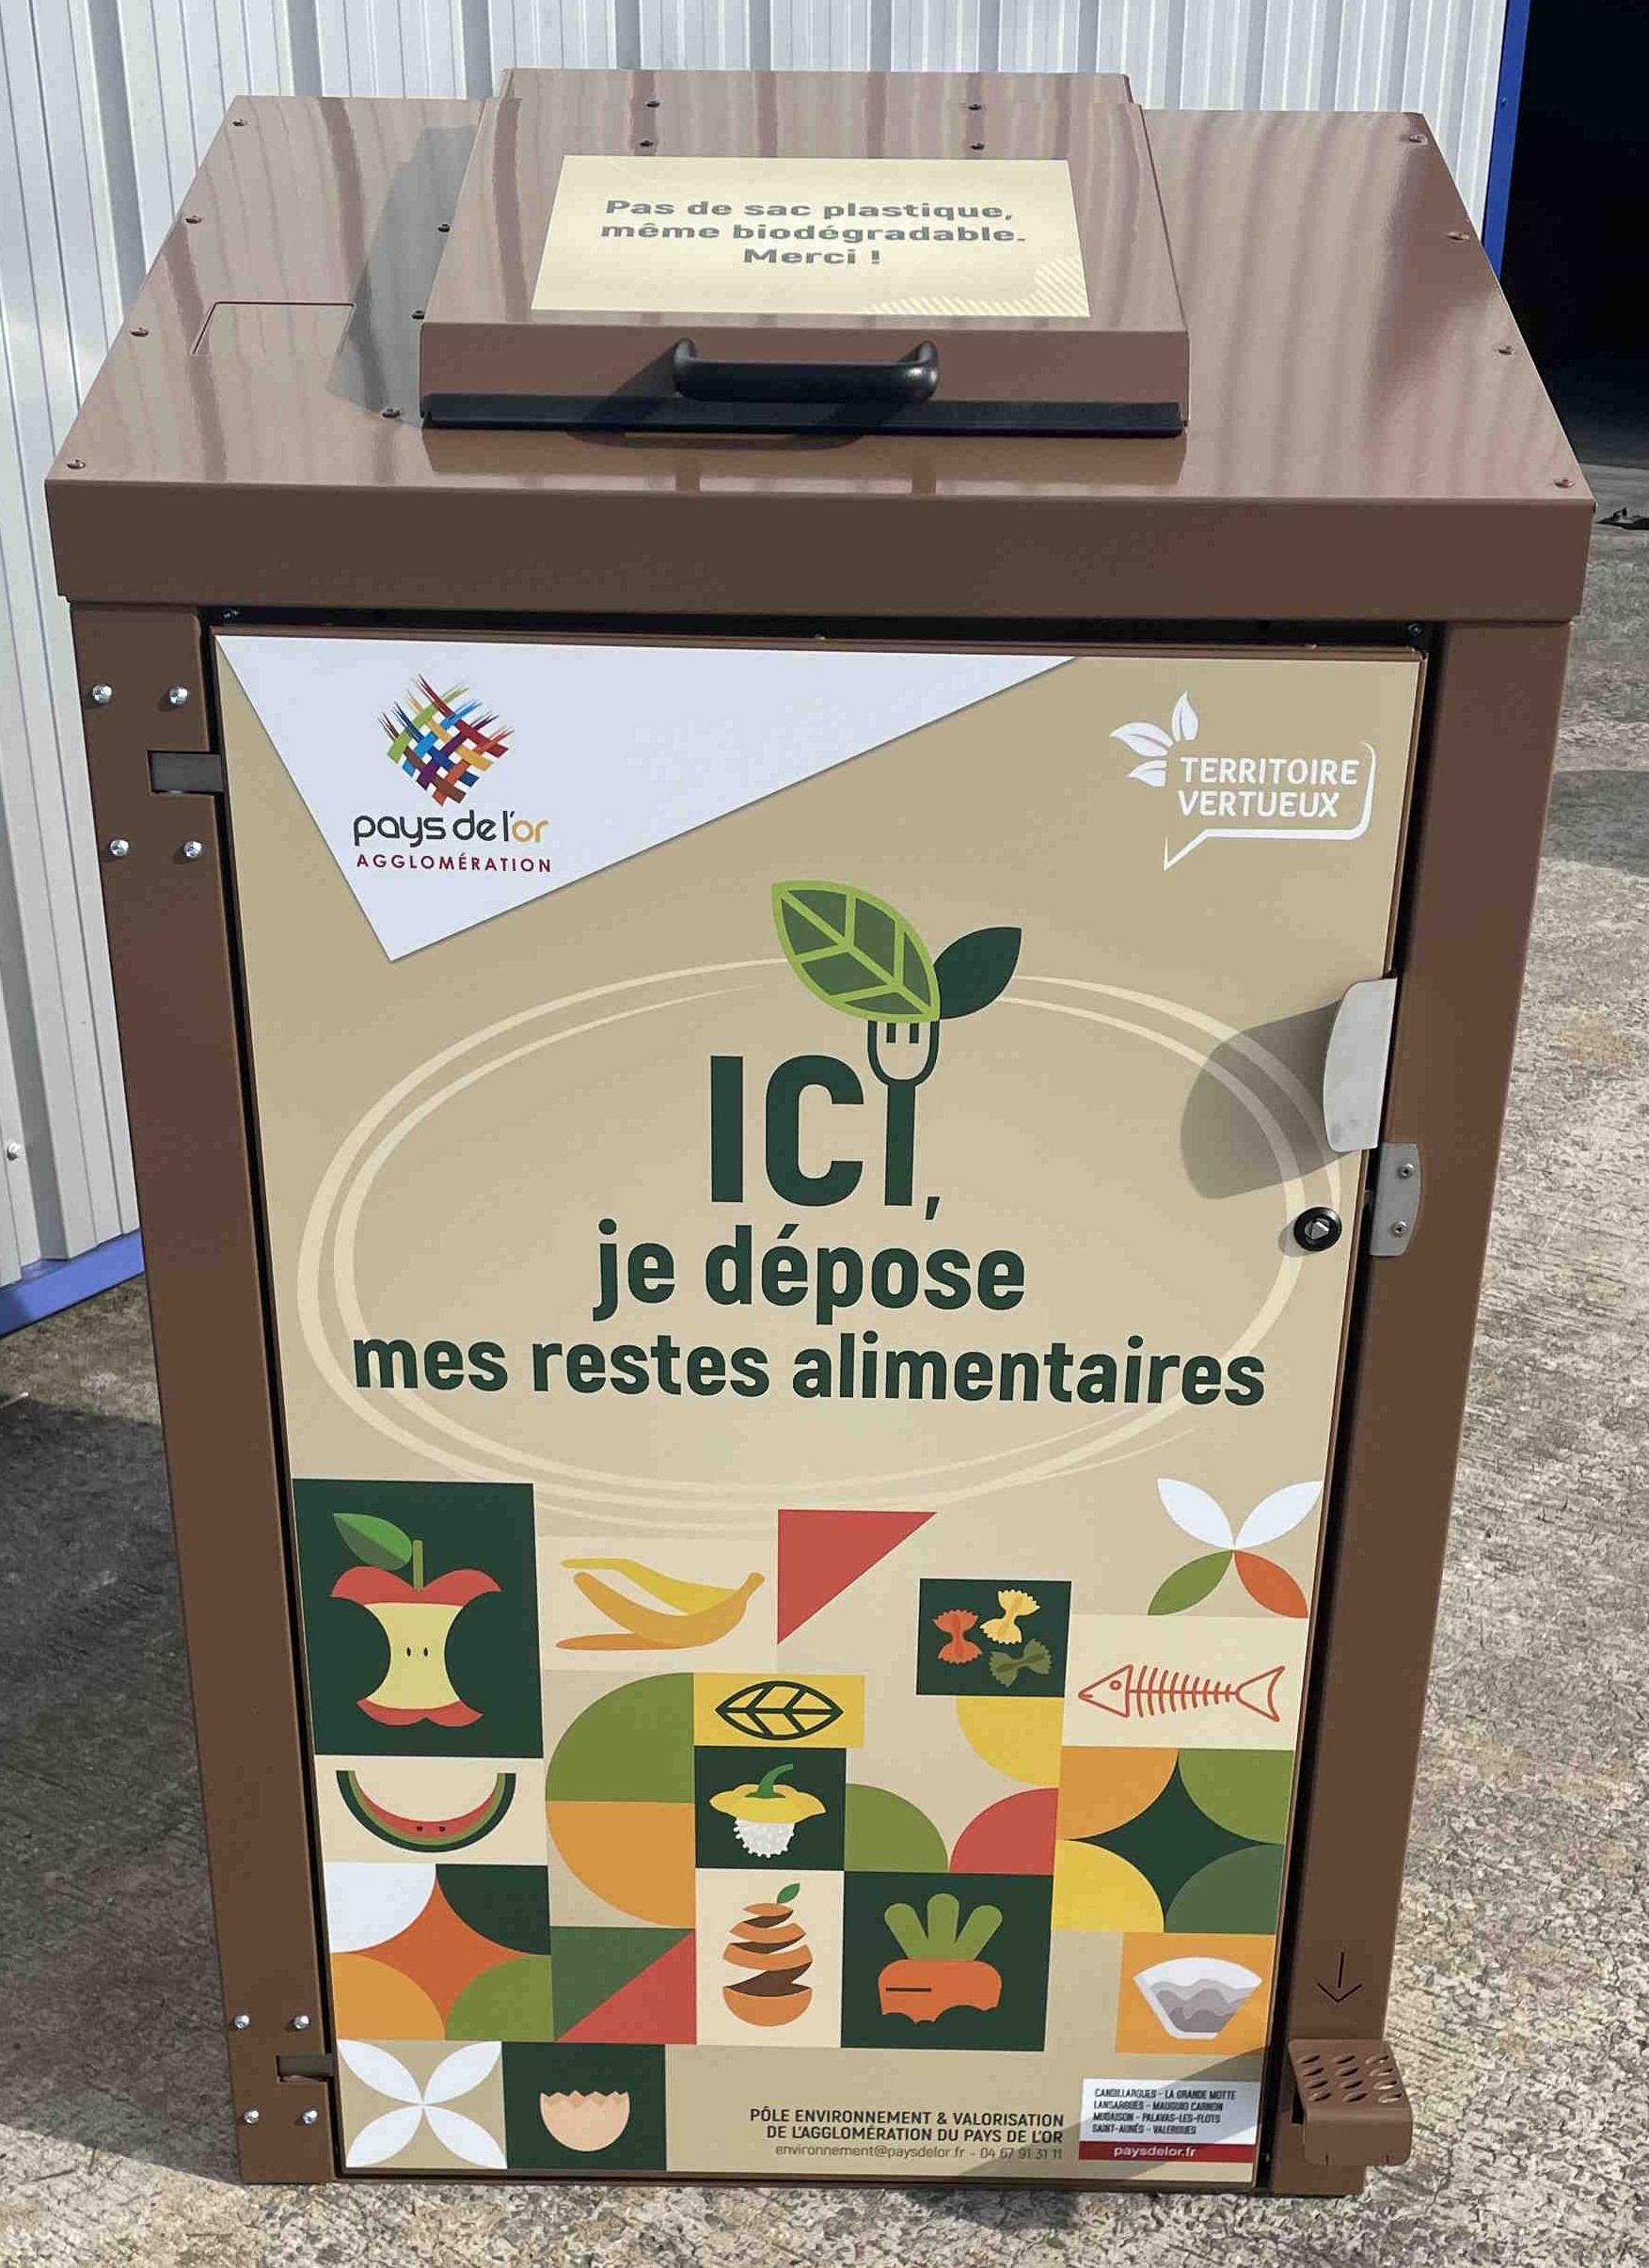 Pas de sac plastique,
même biodégradable.
Merci !
pays de l'or
AGGLOMÉRATION
TERRITOIRE
VERTUEUX
ICI,
je dépose
mes restes alimentaires
PÔLE ENVIRONNEMENT & VALORISATION
DE L'AGGLOMÉRATION DU PAYS DE L'OR
environnement@paysdelor.fr - 04 67 91 31 11
CANDILLARGUES - LA GRANDE MOTTE
LANSARGUES - MAUGUIO CARNON
MUDAISON - PALAVAS-LES-FLOTS
SAINT-AUNÈS - VALERGUES
paysdelor.fr